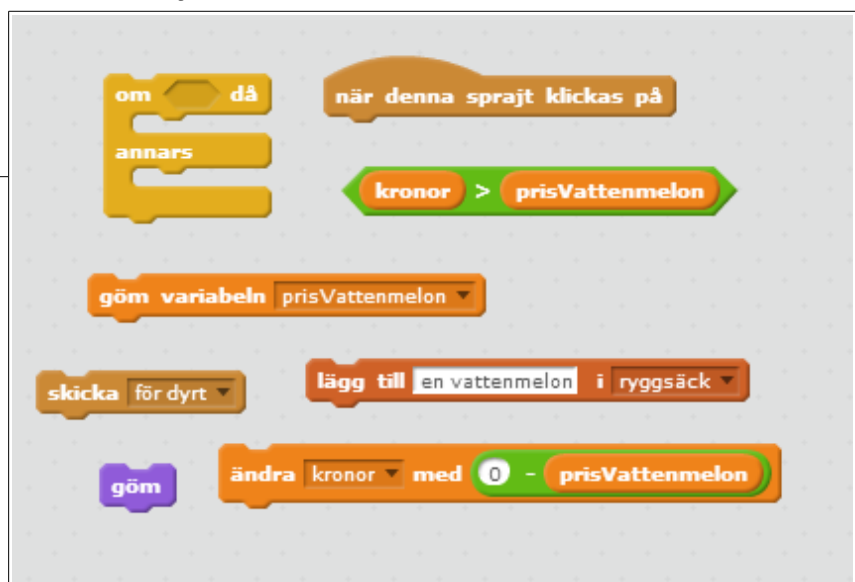 om då
annars
när denna sprajt klickas på
kronor > prisVattenmelon
göm variabeln prisVattenmelon
skicka för dyrt
lägg till en vattenmelon i ryggsäck
göm
ändra kronor med 0 - prisVattenmelon